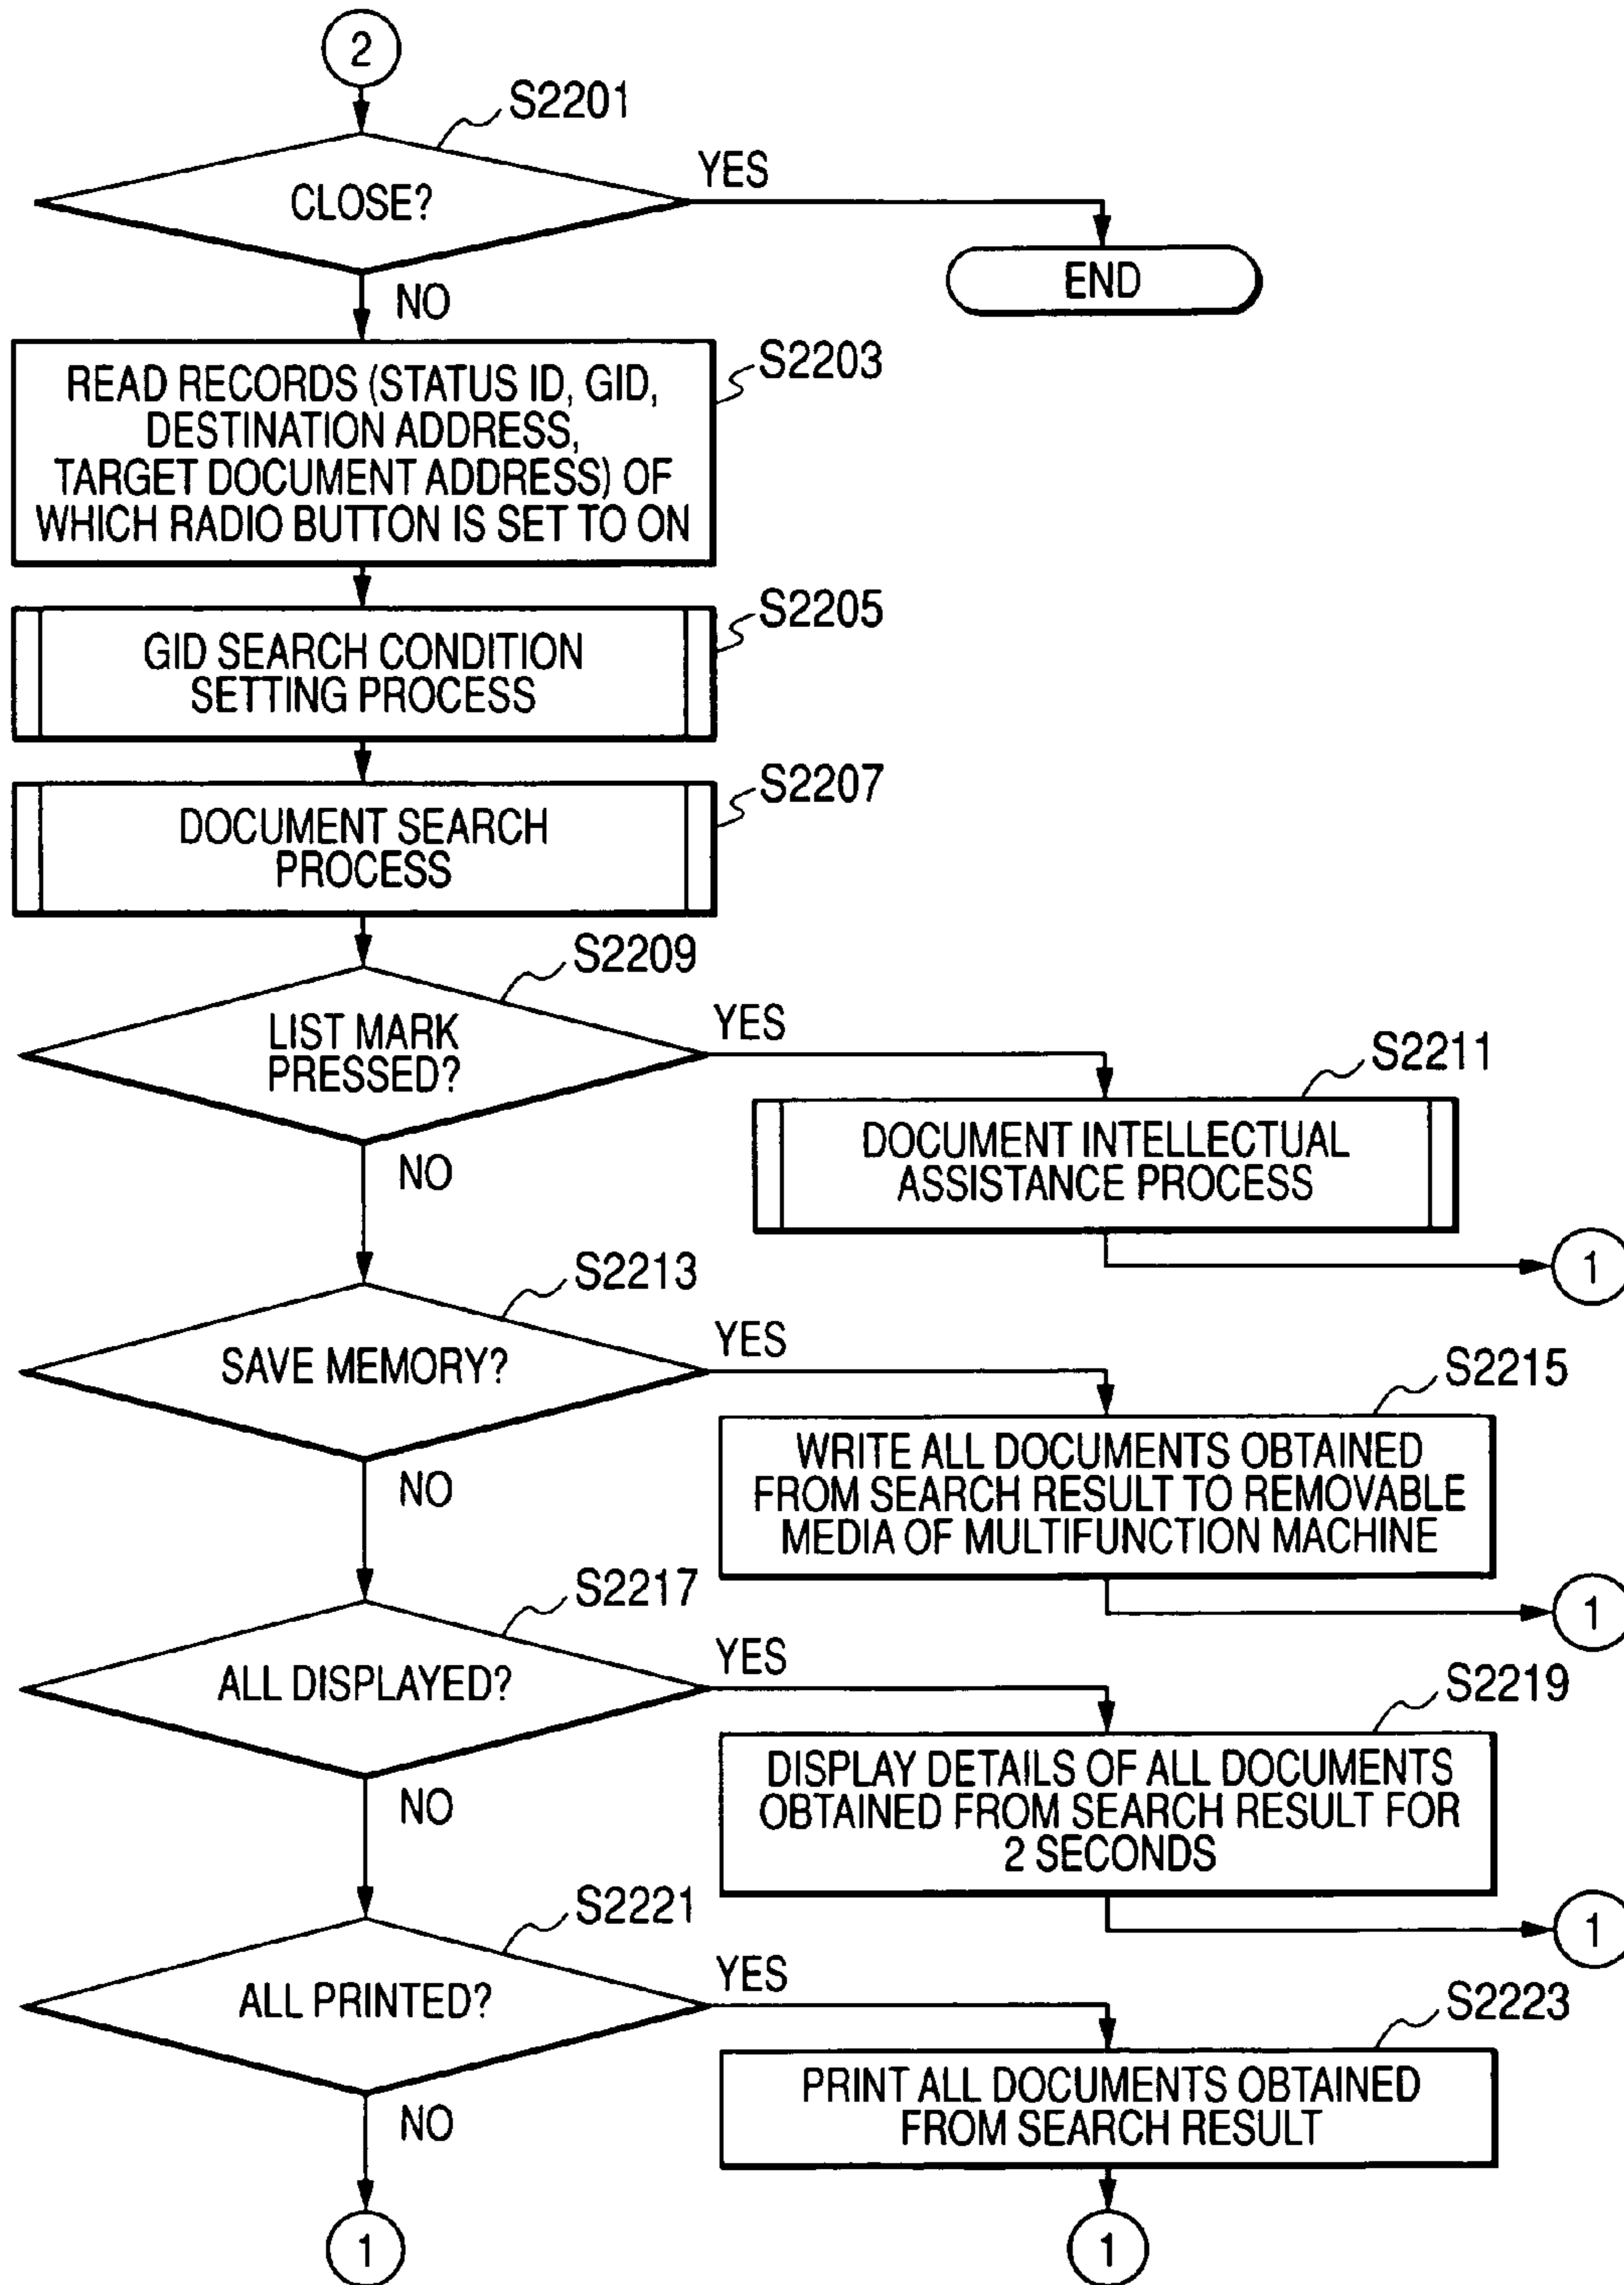 2
S2201
CLOSE?
YES
END
NO
S2203
READ RECORDS (STATUS ID, GID,
DESTINATION ADDRESS,
TARGET DOCUMENT ADDRESS) OF
WHICH RADIO BUTTON IS SET TO ON
S2205
GID SEARCH CONDITION
SETTING PROCESS
S2207
DOCUMENT SEARCH
PROCESS
S2209
LIST MARK
PRESSED?
YES
S2211
DOCUMENT INTELLECTUAL
ASSISTANCE PROCESS
1
NO
S2213
SAVE MEMORY?
YES
S2215
WRITE ALL DOCUMENTS OBTAINED
FROM SEARCH RESULT TO REMOVABLE
MEDIA OF MULTIFUNCTION MACHINE
1
NO
S2217
ALL DISPLAYED?
YES
S2219
DISPLAY DETAILS OF ALL DOCUMENTS
OBTAINED FROM SEARCH RESULT FOR
2 SECONDS
1
NO
S2221
ALL PRINTED?
YES
S2223
PRINT ALL DOCUMENTS OBTAINED
FROM SEARCH RESULT
NO
1
1